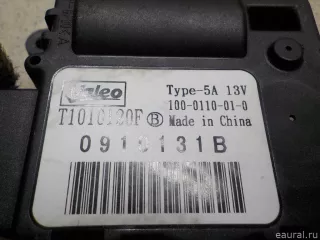 Valeo
Type-5A 13V
100-0110-01-0
T1010120F Ⓑ Made in China
0910131B
© eaural.ru